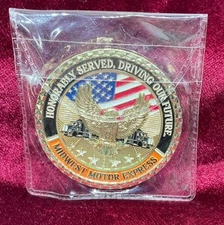 HONORABLY SERVED, DRIVING OUR FUTURE.
MIDWEST MOTOR EXPRESS